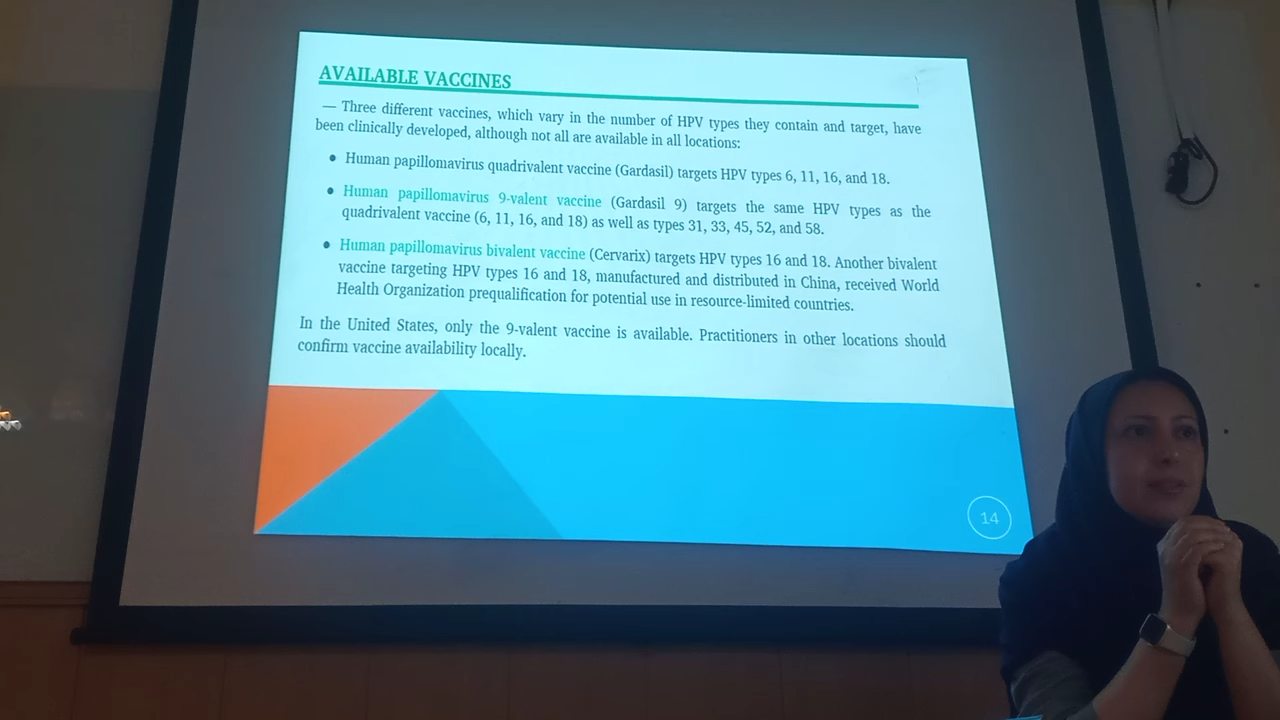 AVAILABLE VACCINES
— Three different vaccines, which vary in the number of HPV types they contain and target, have
been clinically developed, although not all are available in all locations:
• Human papillomavirus quadrivalent vaccine (Gardasil) targets HPV types 6, 11, 16, and 18.
• Human papillomavirus 9-valent vaccine (Gardasil 9) targets the same HPV types as the
quadrivalent vaccine (6, 11, 16, and 18) as well as types 31, 33, 45, 52, and 58.
• Human papillomavirus bivalent vaccine (Cervarix) targets HPV types 16 and 18. Another bivalent
vaccine targeting HPV types 16 and 18, manufactured and distributed in China, received World
Health Organization prequalification for potential use in resource-limited countries.
In the United States, only the 9-valent vaccine is available. Practitioners in other locations should
confirm vaccine availability locally.
14